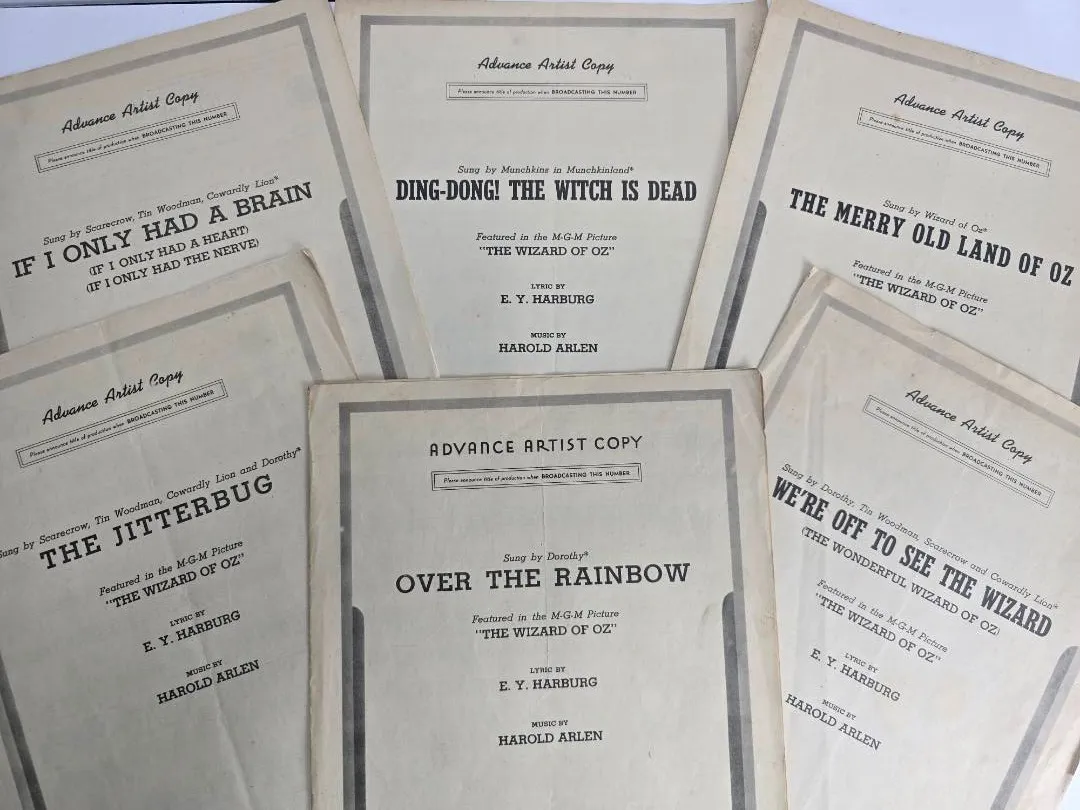 Advance Artist Copy
Please announce title of production when BROADCASTING THIS NUMBER
Sung by Scarecrow, Tin Woodman, Cowardly Lion*
IF I ONLY HAD A BRAIN
(IF I ONLY HAD A HEART)
(IF I ONLY HAD THE NERVE)
Advance Artist Copy
Please announce title of production when BROADCASTING THIS NUMBER
Sung by Munchkins in Munchkinland*
DING-DONG! THE WITCH IS DEAD
Featured in the M-G-M Picture
"THE WIZARD OF OZ"
LYRIC BY
E. Y. HARBURG
MUSIC BY
HAROLD ARLEN
Advance Artist Copy
Please announce title of production when BROADCASTING THIS NUMBER
Sung by Wizard of Oz*
THE MERRY OLD LAND OF OZ
Featured in the M-G-M Picture
"THE WIZARD OF OZ"
Advance Artist Copy
Please announce title of production when BROADCASTING THIS NUMBER
Sung by Scarecrow, Tin Woodman, Cowardly Lion and Dorothy*
THE JITTERBUG
Featured in the M-G-M Picture
"THE WIZARD OF OZ"
LYRIC BY
E. Y. HARBURG
MUSIC BY
HAROLD ARLEN
ADVANCE ARTIST COPY
Please announce title of production when BROADCASTING THIS NUMBER
Sung by Dorothy*
OVER THE RAINBOW
Featured in the M-G-M Picture
"THE WIZARD OF OZ"
LYRIC BY
E. Y. HARBURG
MUSIC BY
HAROLD ARLEN
Advance Artist Copy
Please announce title of production when BROADCASTING THIS NUMBER
Sung by Dorothy, Tin Woodman, Scarecrow and Cowardly Lion*
WE'RE OFF TO SEE THE WIZARD
(THE WONDERFUL WIZARD OF OZ)
Featured in the M-G-M Picture
"THE WIZARD OF OZ"
LYRIC BY
E. Y. HARBURG
MUSIC BY
HAROLD ARLEN